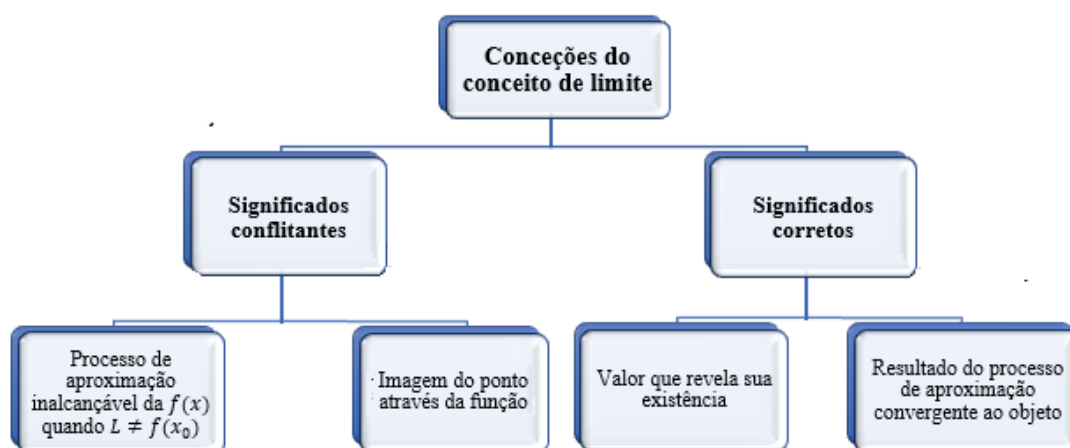 Conceções do
conceito de limite
Significados
conflitantes
Significados
corretos
Processo de
aproximação
inalcançável da f(x)
quando L ≠ f(x₀)
Imagem do ponto
através da função
Valor que revela sua
existência
Resultado do processo
de aproximação
convergente ao objeto